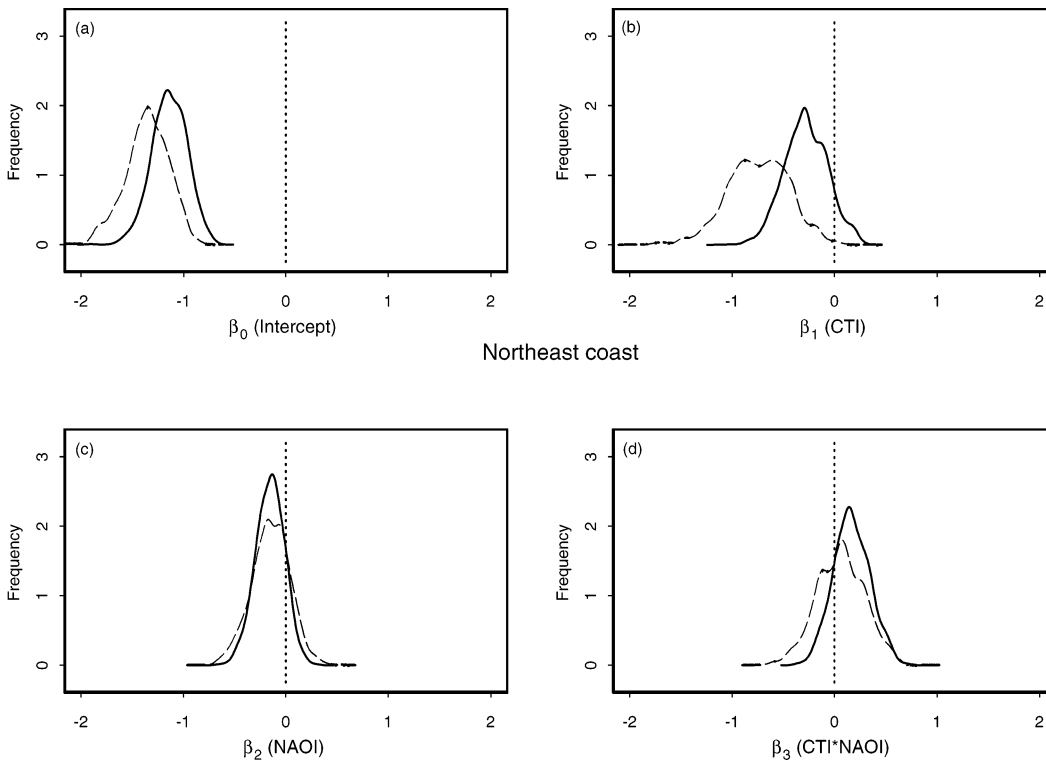 (a)
Frequency
3
2
1
0
-2 -1 0 1 2
β0 (Intercept)
(b)
Frequency
3
2
1
0
-2 -1 0 1 2
β1 (CTI)
Northeast coast
(c)
Frequency
3
2
1
0
-2 -1 0 1 2
β2 (NAOI)
(d)
Frequency
3
2
1
0
-2 -1 0 1 2
β3 (CTI*NAOI)